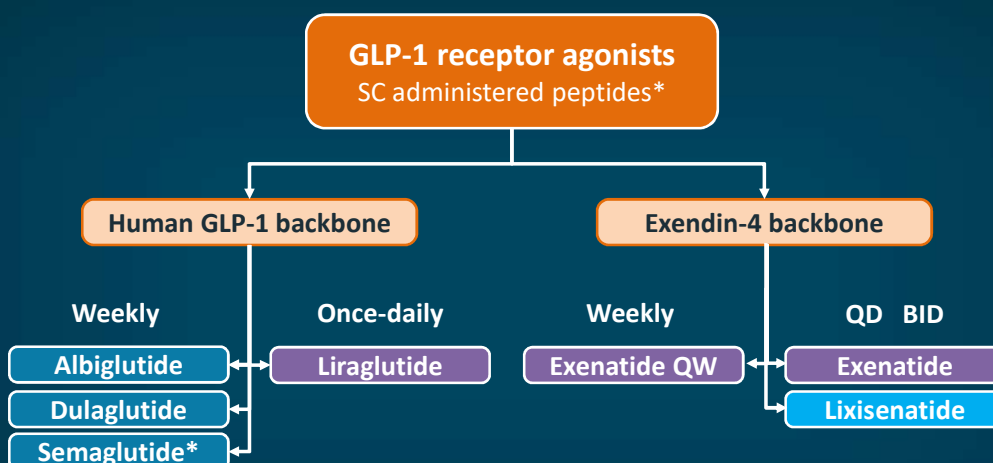 GLP-1 receptor agonists
SC administered peptides*
Human GLP-1 backbone
Exendin-4 backbone
Weekly
Once-daily
Weekly
QD BID
Albiglutide
Liraglutide
Exenatide QW
Exenatide
Dulaglutide
Lixisenatide
Semaglutide*